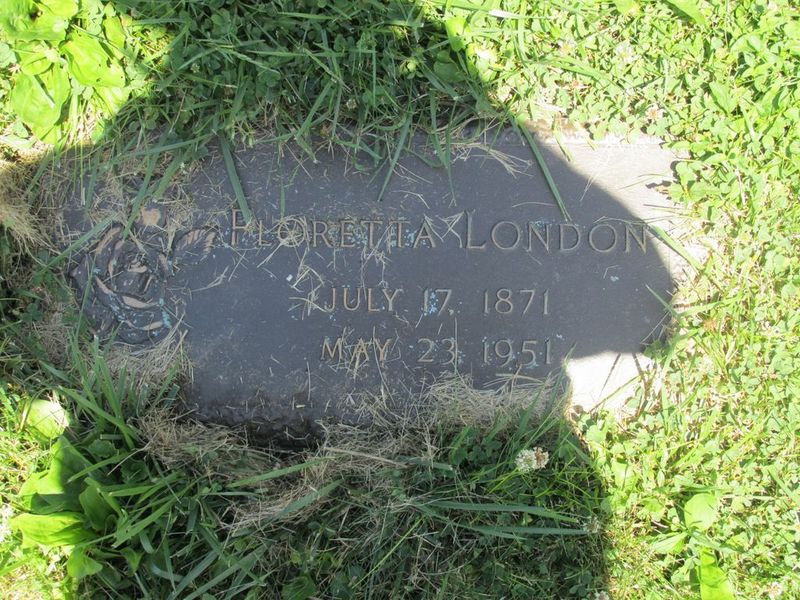 FLORETTA LONDON
JULY 17, 1871
MAY 23, 1951